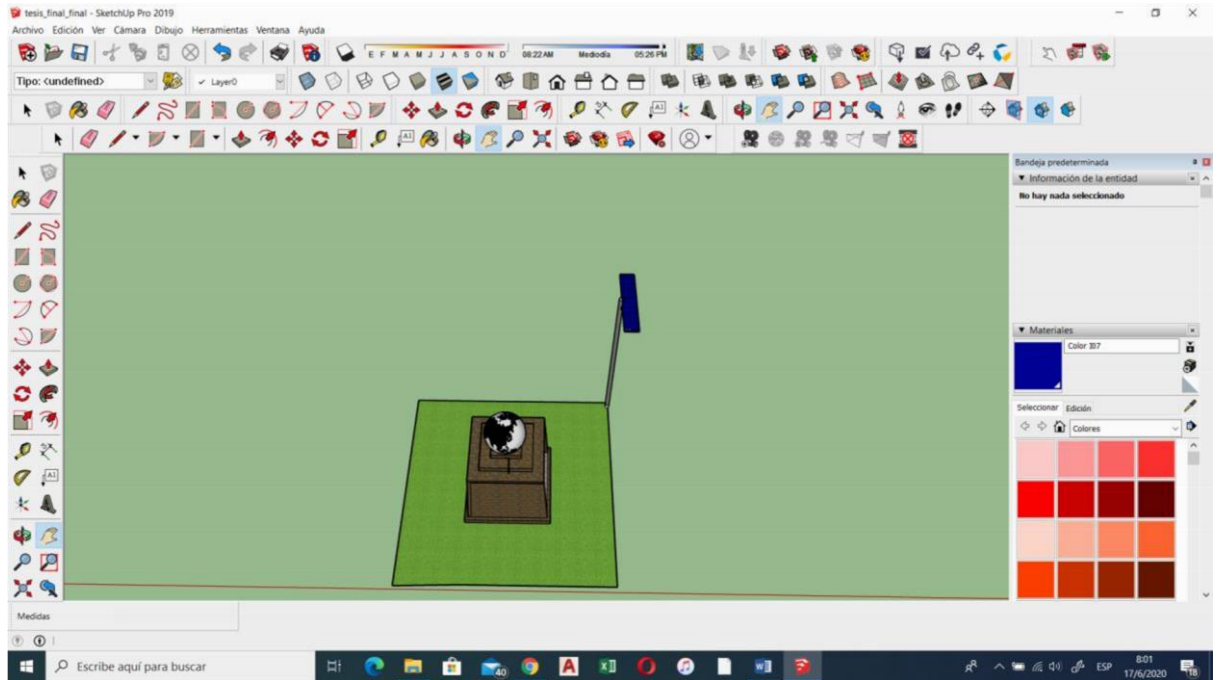 tesis_final_final - SketchUp Pro 2019
Archivo Edición Ver Cámara Dibujo Herramientas Ventana Ayuda
E F M A M J J A S O N D 08:22 AM Mediodía 05:26 PM
Tipo: <undefined> Layer0
Bandeja predeterminada
Información de la entidad
No hay nada seleccionado
Materiales
Color I07
Seleccionar Edición
Colores
Medidas
Escribe aquí para buscar
40
ESP
8:01
17/6/2020
18